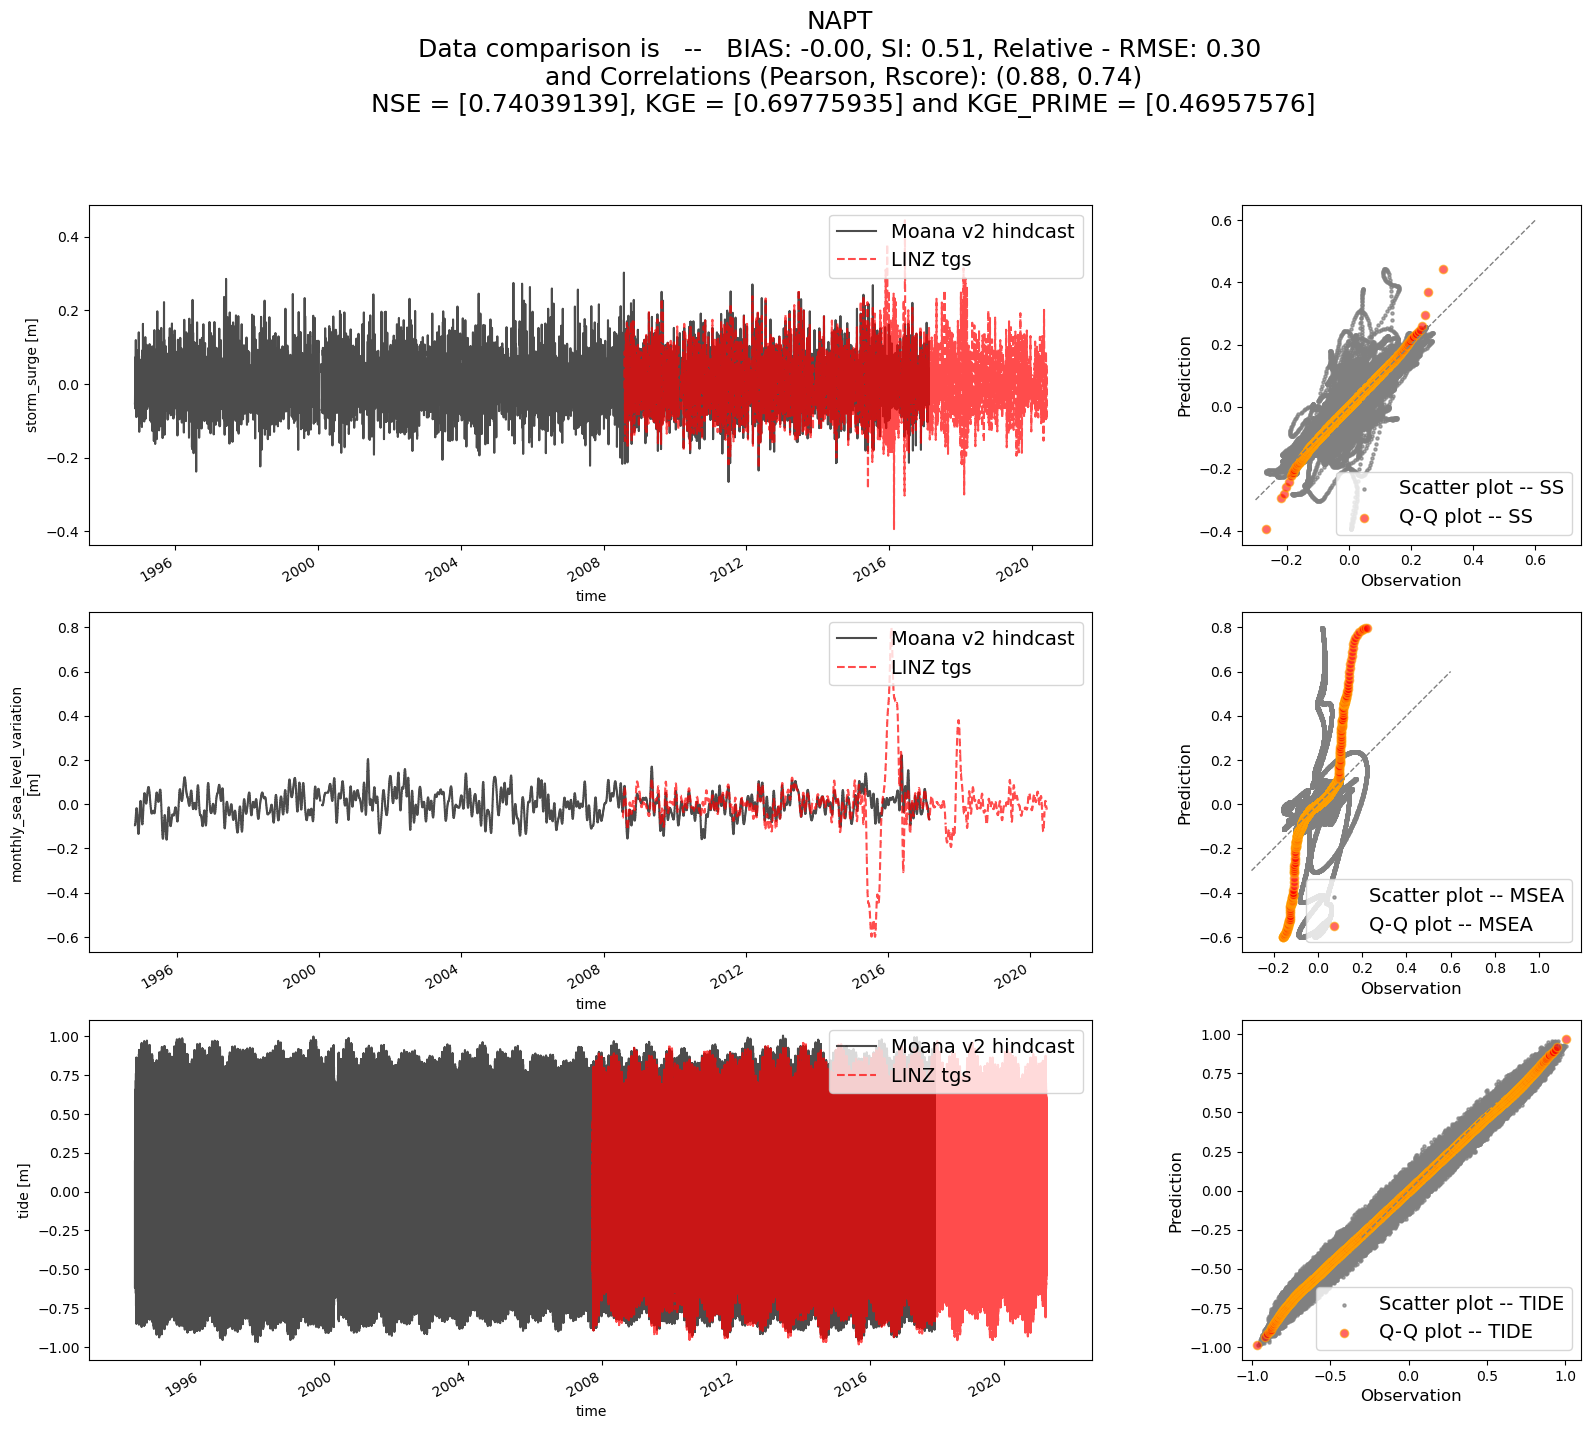 NAPT
Data comparison is -- BIAS: -0.00, SI: 0.51, Relative - RMSE: 0.30
and Correlations (Pearson, Rscore): (0.88, 0.74)
NSE = [0.74039139], KGE = [0.69775935] and KGE_PRIME = [0.46957576]
storm_surge [m]
0.4
0.2
0.0
−0.2
−0.4
Moana v2 hindcast
LINZ tgs
1996
2000
2004
2008
2012
2016
2020
time
Prediction
0.6
0.4
0.2
0.0
−0.2
−0.4
Scatter plot -- SS
Q-Q plot -- SS
−0.2
0.0
0.2
0.4
0.6
Observation
monthly_sea_level_variation
[m]
0.8
0.6
0.4
0.2
0.0
−0.2
−0.4
−0.6
Moana v2 hindcast
LINZ tgs
1996
2000
2004
2008
2012
2016
2020
time
Prediction
0.8
0.6
0.4
0.2
0.0
−0.2
−0.4
−0.6
Scatter plot -- MSEA
Q-Q plot -- MSEA
−0.2
0.0
0.2
0.4
0.6
0.8
1.0
Observation
tide [m]
1.00
0.75
0.50
0.25
0.00
−0.25
−0.50
−0.75
−1.00
Moana v2 hindcast
LINZ tgs
1996
2000
2004
2008
2012
2016
2020
time
Prediction
1.00
0.75
0.50
0.25
0.00
−0.25
−0.50
−0.75
−1.00
Scatter plot -- TIDE
Q-Q plot -- TIDE
−1.0
−0.5
0.0
0.5
1.0
Observation